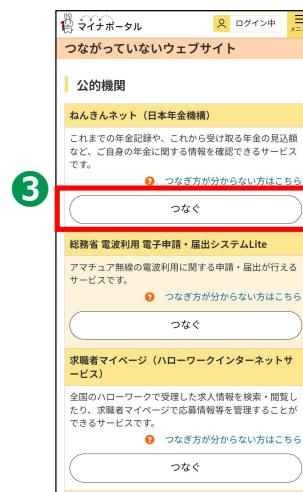 マイナポータル
ログイン中
メニュー
つながっていないウェブサイト
公的機関
ねんきんネット（日本年金機構）
これまでの年金記録や、これから受け取る年金の見込額
など、ご自身の年金に関する情報を確認できるサービス
です。
? つなぎ方が分からない方はこちら
3
つなぐ
総務省 電波利用 電子申請・届出システムLite
アマチュア無線の電波利用に関する申請・届出が行える
サービスです。
? つなぎ方が分からない方はこちら
つなぐ
求職者マイページ（ハローワークインターネットサ
ービス）
全国のハローワークで受理した求人情報を検索・閲覧し
たり、求職者マイページで応募情報等を管理することが
できるサービスです。
? つなぎ方が分からない方はこちら
つなぐ